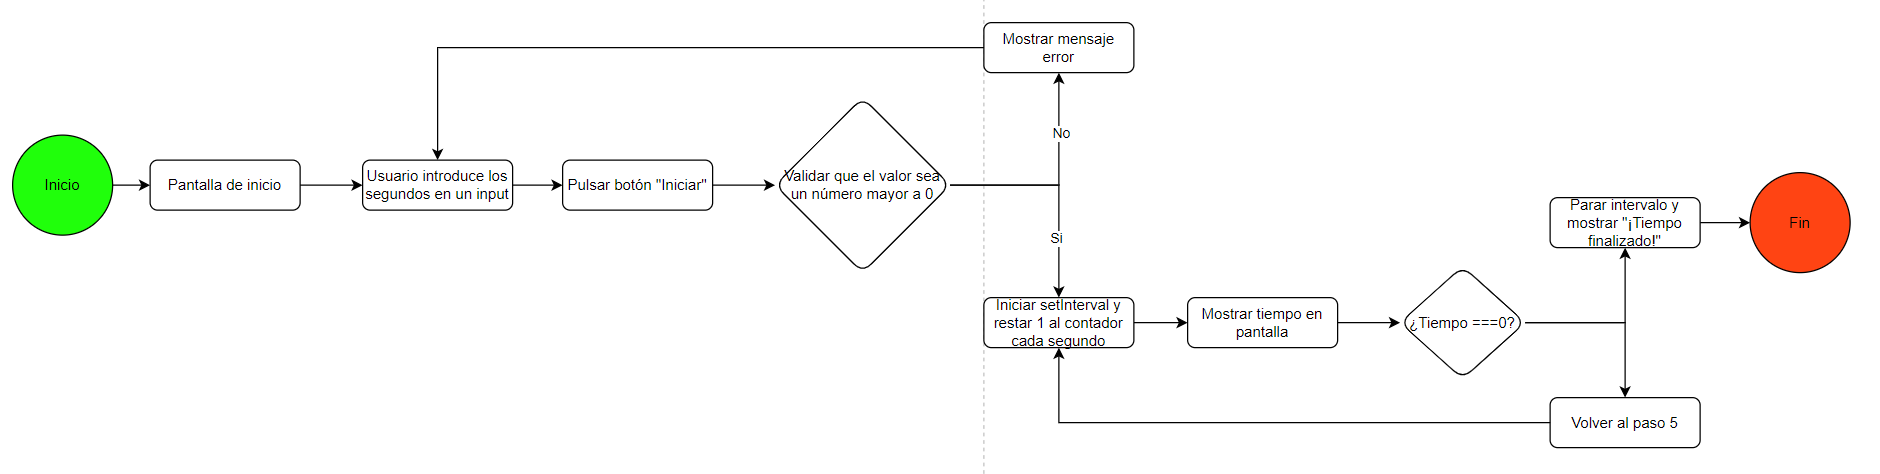 Inicio
Pantalla de inicio
Usuario introduce los
segundos en un input
Pulsar botón "Iniciar"
Validar que el valor sea
un número mayor a 0
No
Mostrar mensaje
error
Si
Iniciar setInterval y
restar 1 al contador
cada segundo
Mostrar tiempo en
pantalla
¿Tiempo ===0?
Parar intervalo y
mostrar "¡Tiempo
finalizado!"
Fin
Volver al paso 5